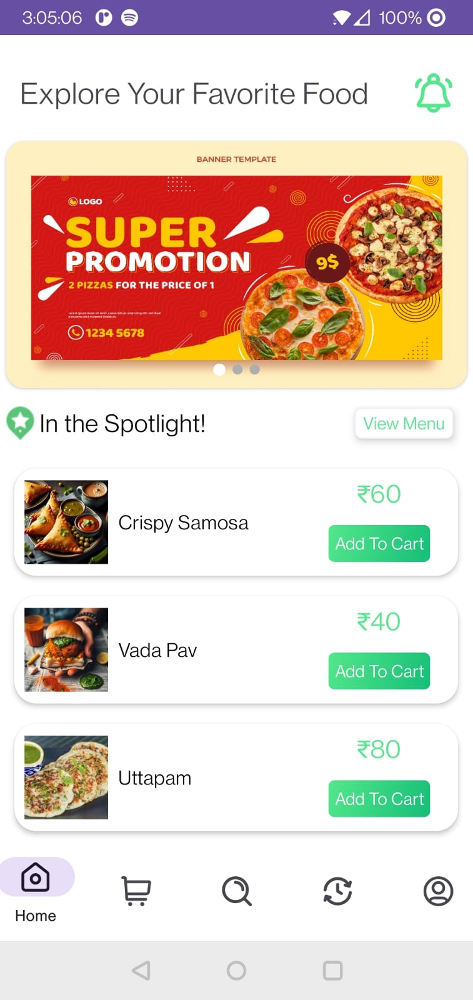 3:05:06 100%
Explore Your Favorite Food
BANNER TEMPLATE
LOGO
SUPER
PROMOTION
2 PIZZAS FOR THE PRICE OF 1
9$
1234 5678
In the Spotlight!
View Menu
₹60
Crispy Samosa
Add To Cart
₹40
Vada Pav
Add To Cart
₹80
Uttapam
Add To Cart
Home